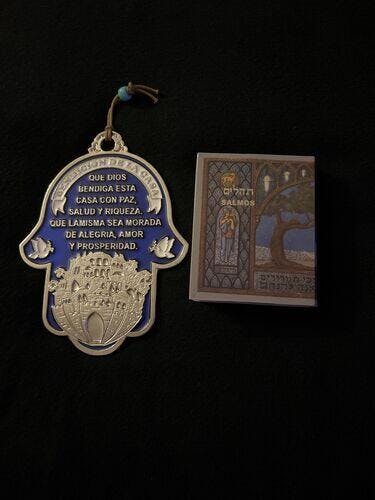 BENDICION DE LA CASA
QUE DIOS
BENDIGA ESTA
CASA CON PAZ,
SALUD Y RIQUEZA.
QUE LAMISMA SEA MORADA
DE ALEGRIA, AMOR
Y PROSPERIDAD.
תהלים
SALMOS